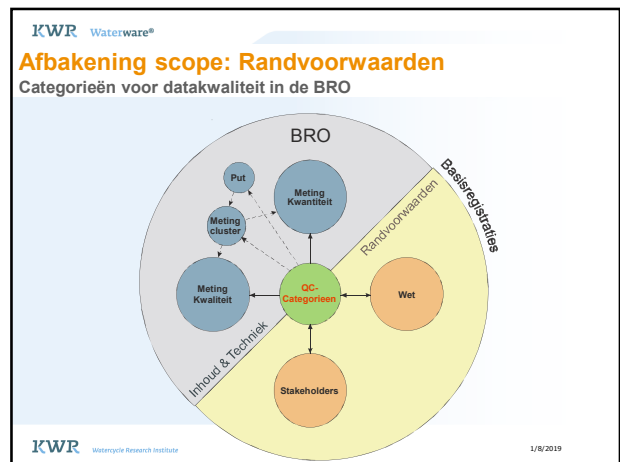 KWR Waterware®
Afbakening scope: Randvoorwaarden
Categorieën voor datakwaliteit in de BRO
BRO
Basisregistraties
Put
Meting
Kwantiteit
Randvoorwaarden
Meting
cluster
Meting
Kwaliteit
QC-
Categorieen
Wet
Inhoud & Techniek
Stakeholders
KWR Watercycle Research Institute
1/8/2019